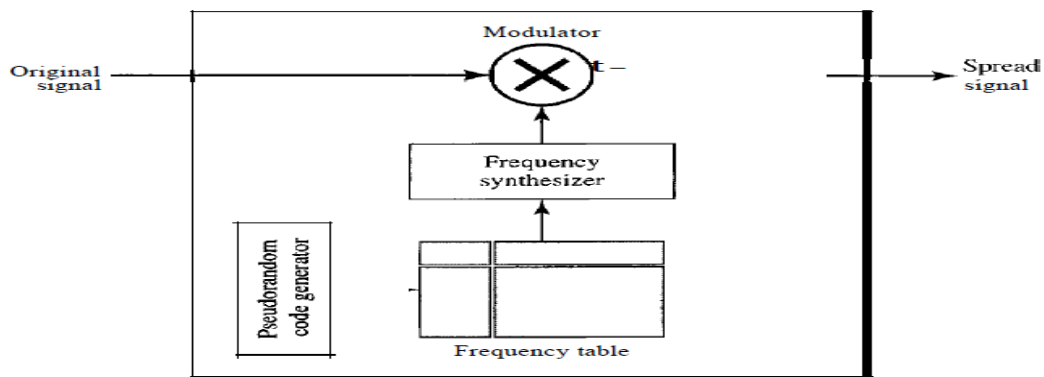 Modulator
Original
signal
t –
Spread
signal
Frequency
synthesizer
Pseudorandom
code generator
Frequency table